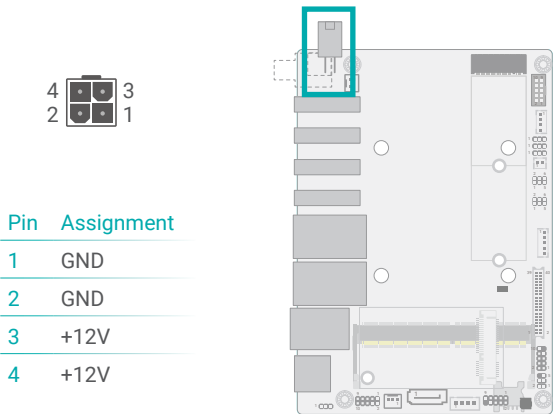 4 3
2 1
Pin Assignment
1 GND
2 GND
3 +12V
4 +12V